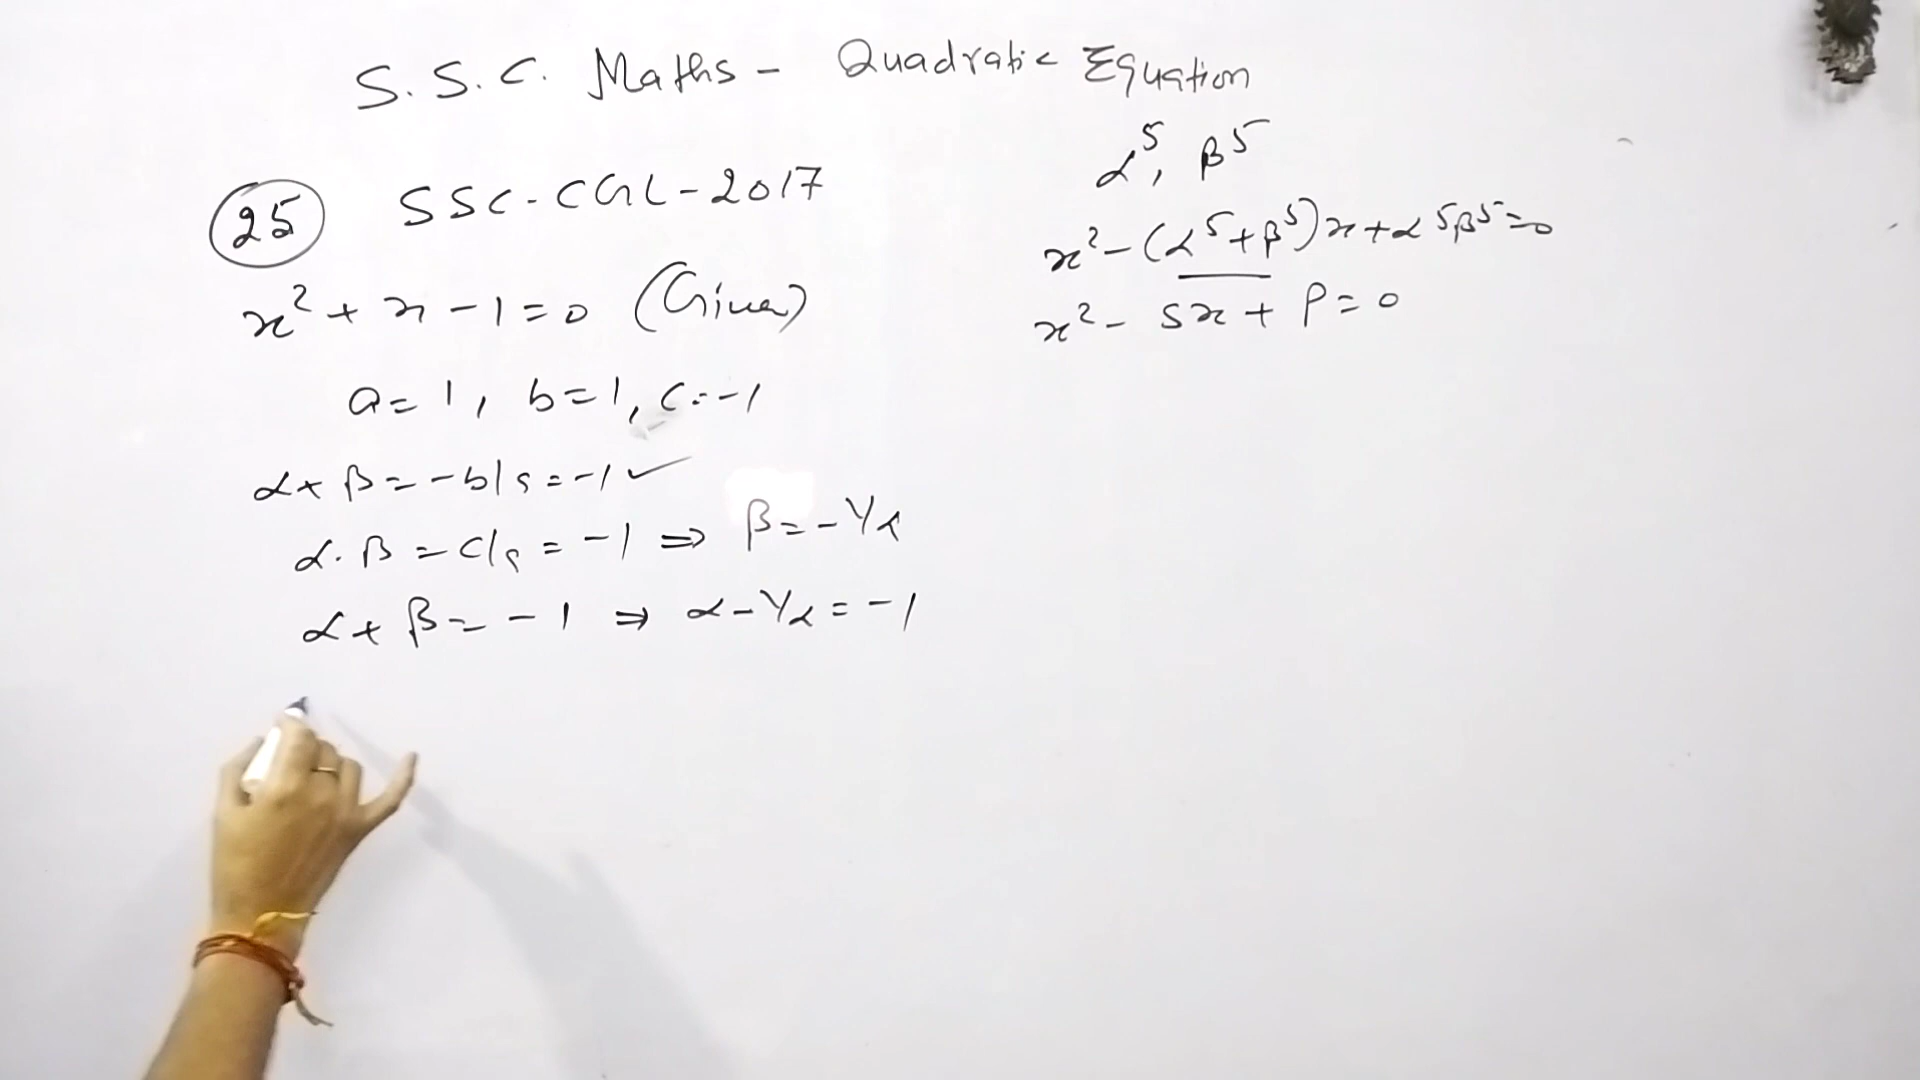 S.S.C. Maths - Quadratic Equation
25 SSC-CGL-2017
x² + x - 1 = 0 (Given)
a = 1, b = 1, c = -1
α + β = -b/a = -1 ✓
α . β = c/a = -1 ⇒ β = -1/α
α + β = -1 ⇒ α - 1/α = -1
α⁵, β⁵
x² - (α⁵ + β⁵)x + α⁵β⁵ = 0
x² - Sx + P = 0